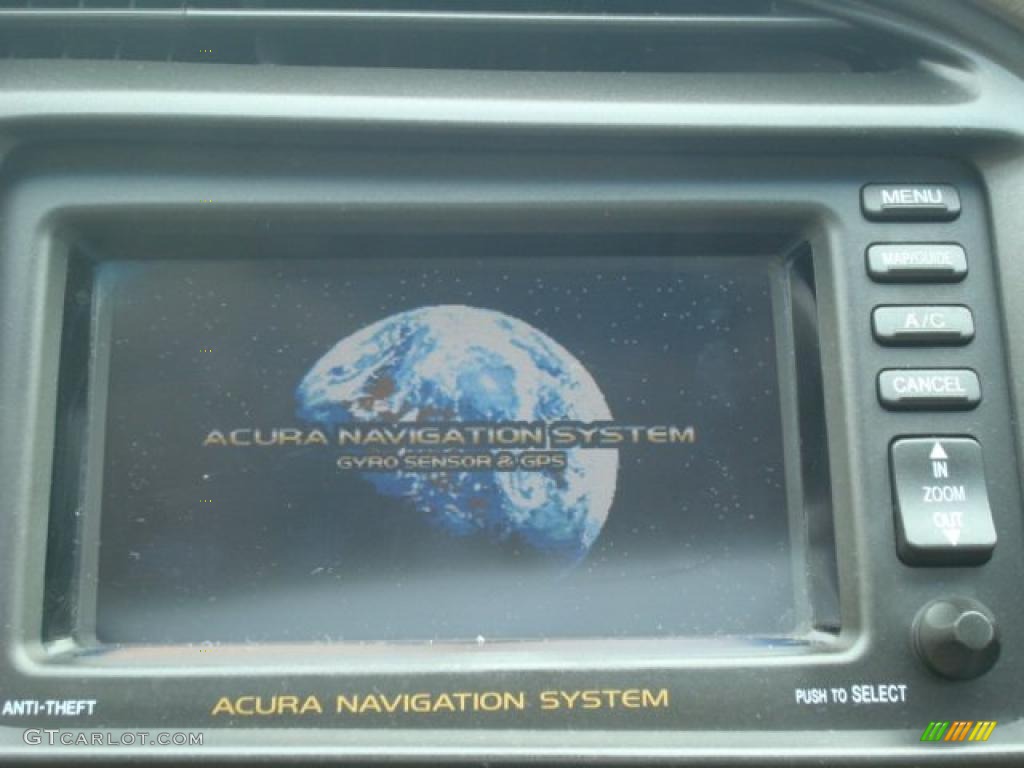 MENU
MAP/GUIDE
A/C
CANCEL
IN
ZOOM
OUT
ACURA NAVIGATION SYSTEM
GYRO SENSOR & GPS
ANTI-THEFT
ACURA NAVIGATION SYSTEM
PUSH TO SELECT
GTCARLOT.COM